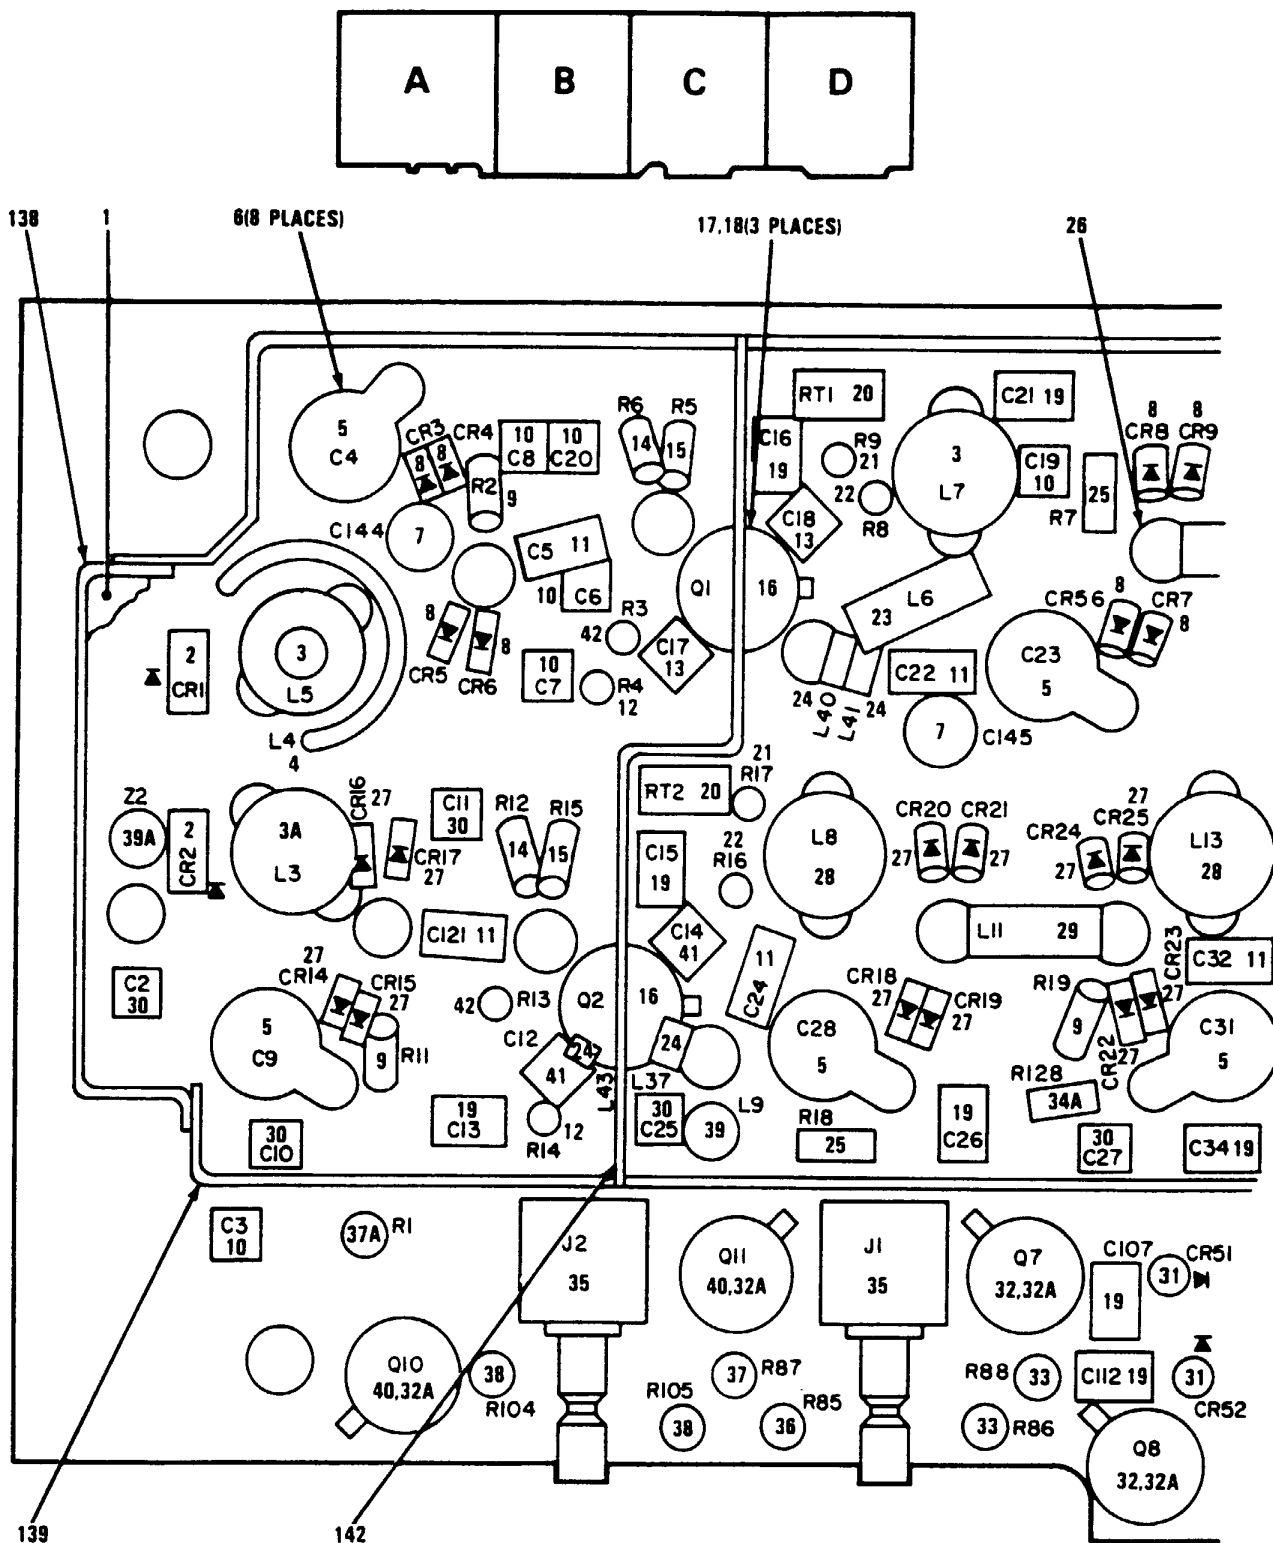 A B C D
138 1 6(8 PLACES) 17,18(3 PLACES) 26
RT1 20 C21 19
5 C4
CR3 8 8 CR4
10 C8 10 C20
R6 14 R5 15
C16 19
R9 21
22 R8
3 L7
C19 10
25 R7
8 CR8 8 CR9
R2 9
C144 7
C5 11
10 C6
C18 13
Q1 16
L6 23
8 CR5 CR6 8
R3 42
10 C7
R4 12
C17 13
24 L40 L41 24
C22 11
C23 5
CR56 8 CR7 8
7 C145
2 CR1
3 L5
L4 4
Z2 39A
2 CR2
3A L3
CR16 27
CR17 27
C11 30
R12 14 R15 15
RT2 20
21 R17
C15 19
22 R16
L8 28
CR20 27 CR21 27
CR24 27 27 CR25
L13 28
C121 11
C14 41
11 C24
L11 29
CR23 27
C32 11
C2 30
27 CR14 CR15 27
5 C9
9 R11
42 R13
Q2 16
C12 41
24 L43
24 L37
C28 5
CR18 27 CR19 27
R19 9
CR22 27
C31 5
R128 34A
30 C10
19 C13
12 R14
30 C25
L9 39
R18 25
19 C26
30 C27
C34 19
C3 10
37A R1
J2 35
Q11 40,32A
J1 35
Q7 32,32A
C107 19
31 CR51
Q10 40,32A
38 R104
37 R87
R105 38
R85 36
R88 33
33 R86
C112 19
31 CR52
Q8 32,32A
139 142